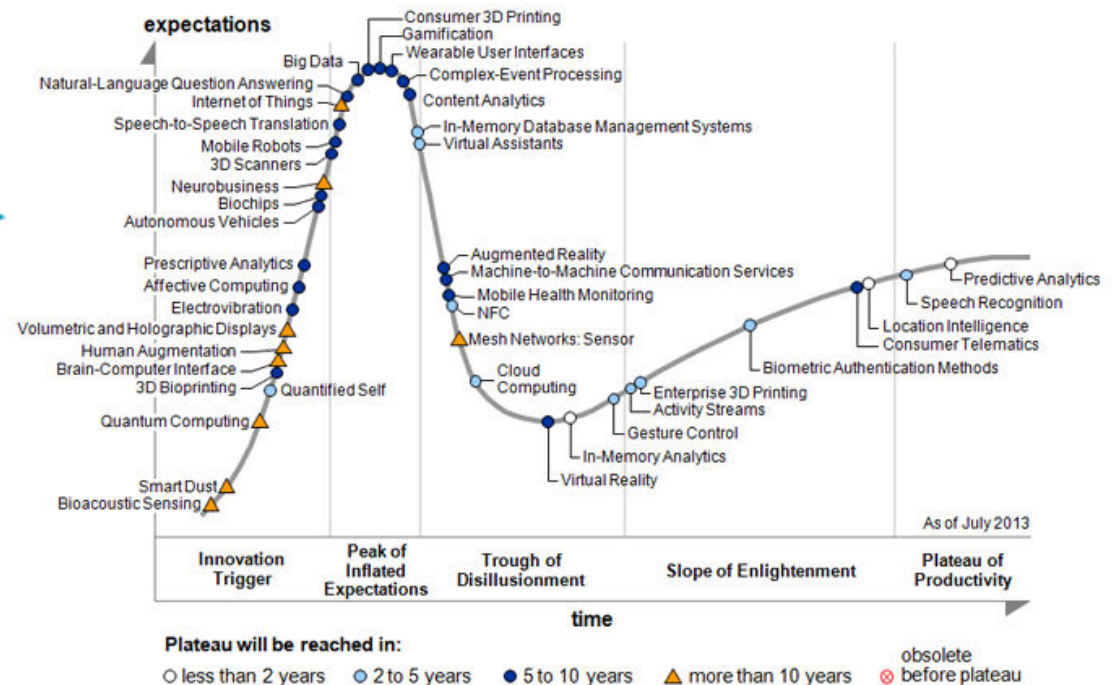 expectations
Consumer 3D Printing
Gamification
Wearable User Interfaces
Big Data
Complex-Event Processing
Natural-Language Question Answering
Content Analytics
Internet of Things
Speech-to-Speech Translation
In-Memory Database Management Systems
Mobile Robots
Virtual Assistants
3D Scanners
Neurobusiness
Biochips
Autonomous Vehicles
Augmented Reality
Prescriptive Analytics
Machine-to-Machine Communication Services
Affective Computing
Mobile Health Monitoring
Electrovibration
NFC
Volumetric and Holographic Displays
Mesh Networks: Sensor
Human Augmentation
Brain-Computer Interface
Cloud
Computing
3D Bioprinting
Quantified Self
Quantum Computing
Smart Dust
Bioacoustic Sensing
Predictive Analytics
Speech Recognition
Location Intelligence
Consumer Telematics
Biometric Authentication Methods
Enterprise 3D Printing
Activity Streams
Gesture Control
In-Memory Analytics
Virtual Reality
As of July 2013
Innovation
Trigger
Peak of
Inflated
Expectations
Trough of
Disillusionment
Slope of Enlightenment
Plateau of
Productivity
time
Plateau will be reached in:
less than 2 years
2 to 5 years
5 to 10 years
more than 10 years
obsolete
before plateau